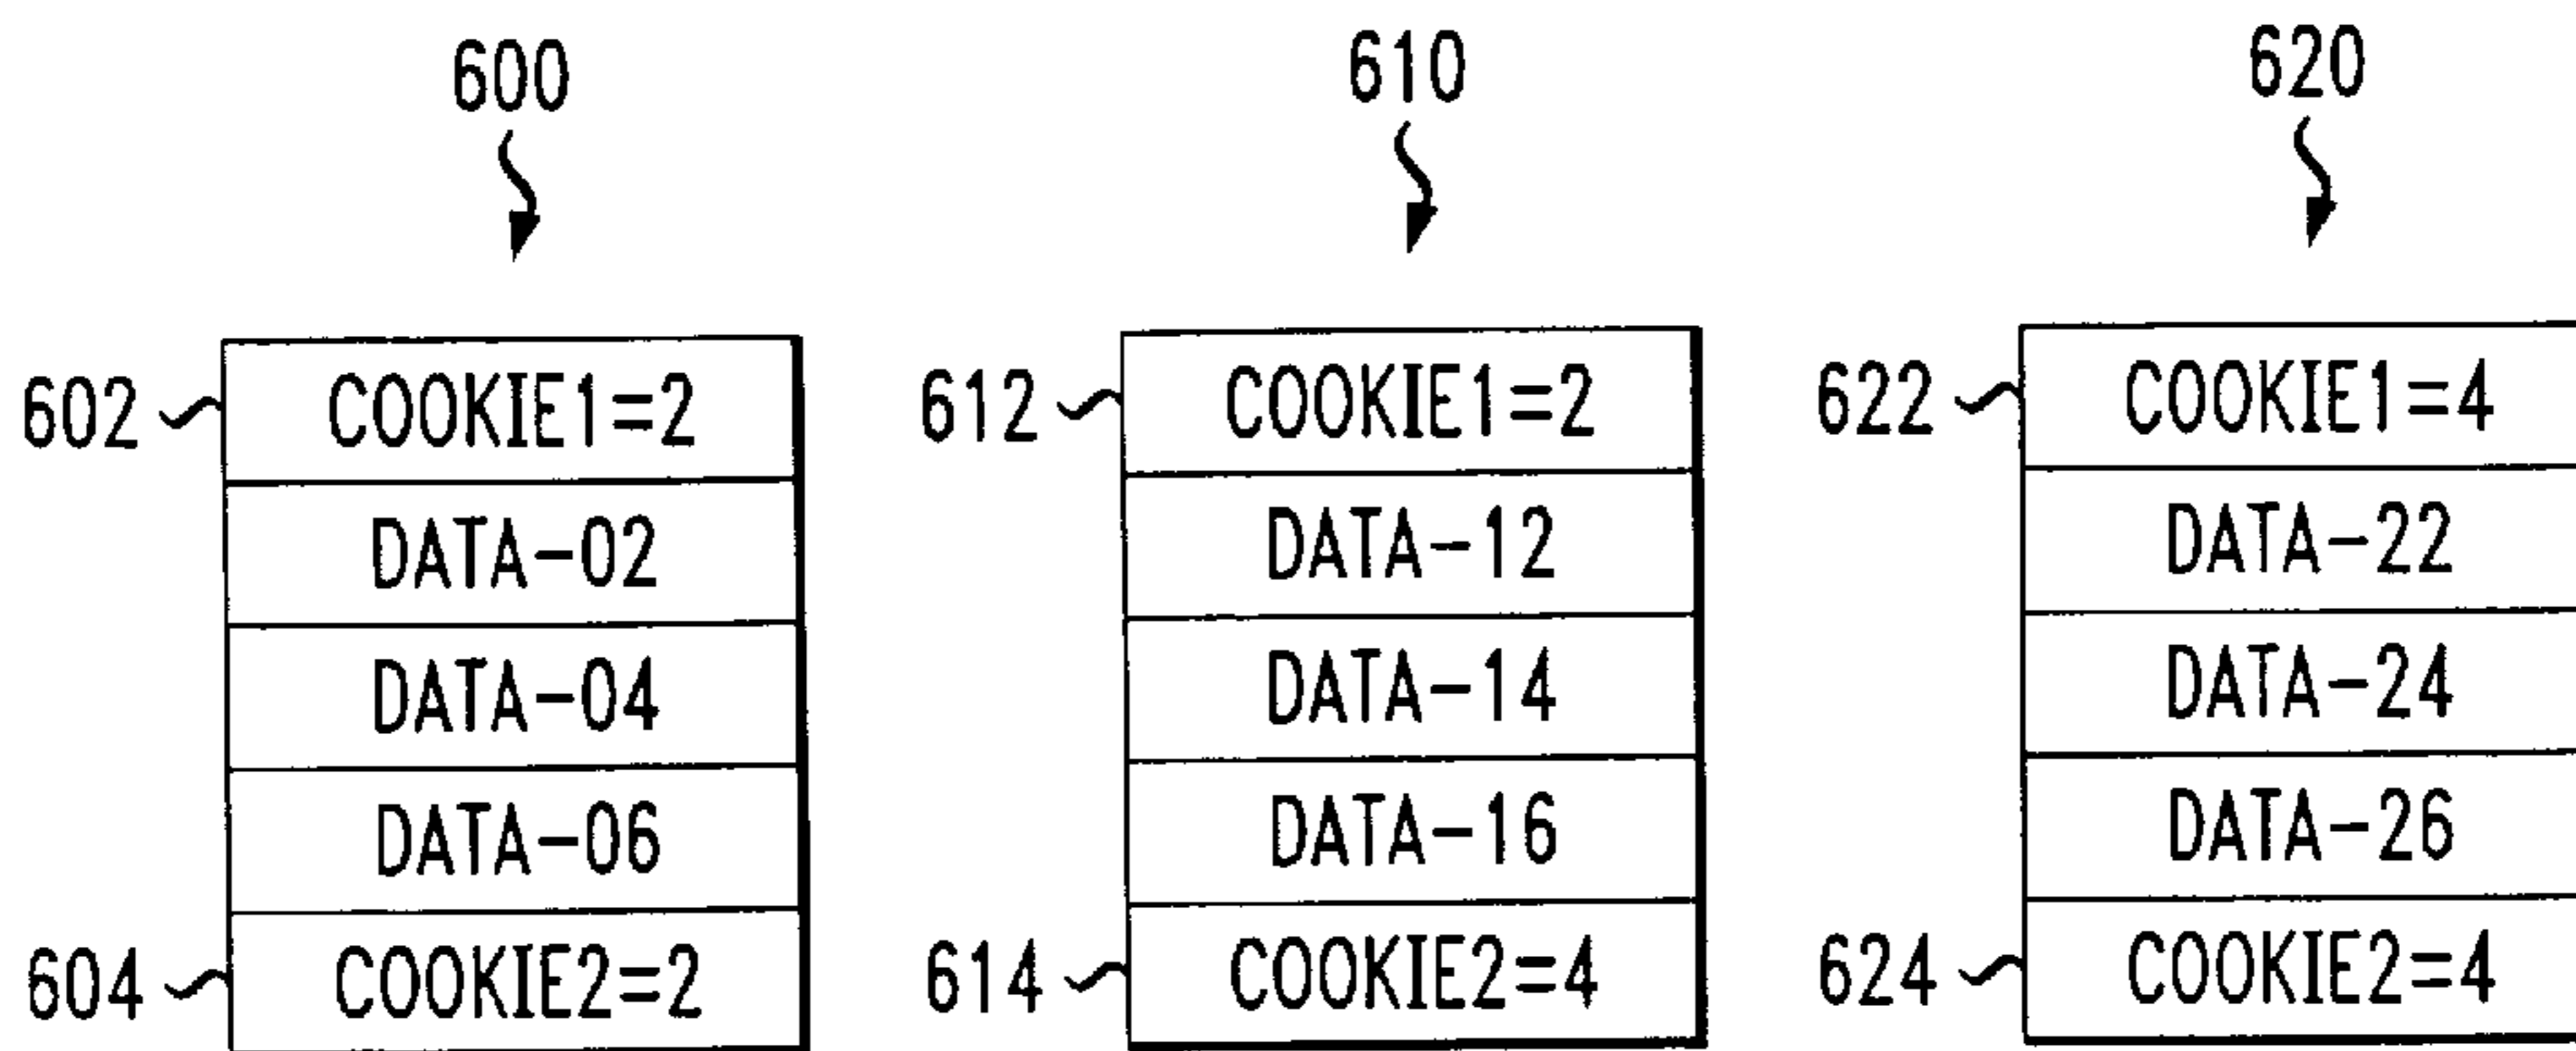 600 610 620
602 COOKIE1=2 612 COOKIE1=2 622 COOKIE1=4
DATA-02 DATA-12 DATA-22
DATA-04 DATA-14 DATA-24
DATA-06 DATA-16 DATA-26
604 COOKIE2=2 614 COOKIE2=4 624 COOKIE2=4